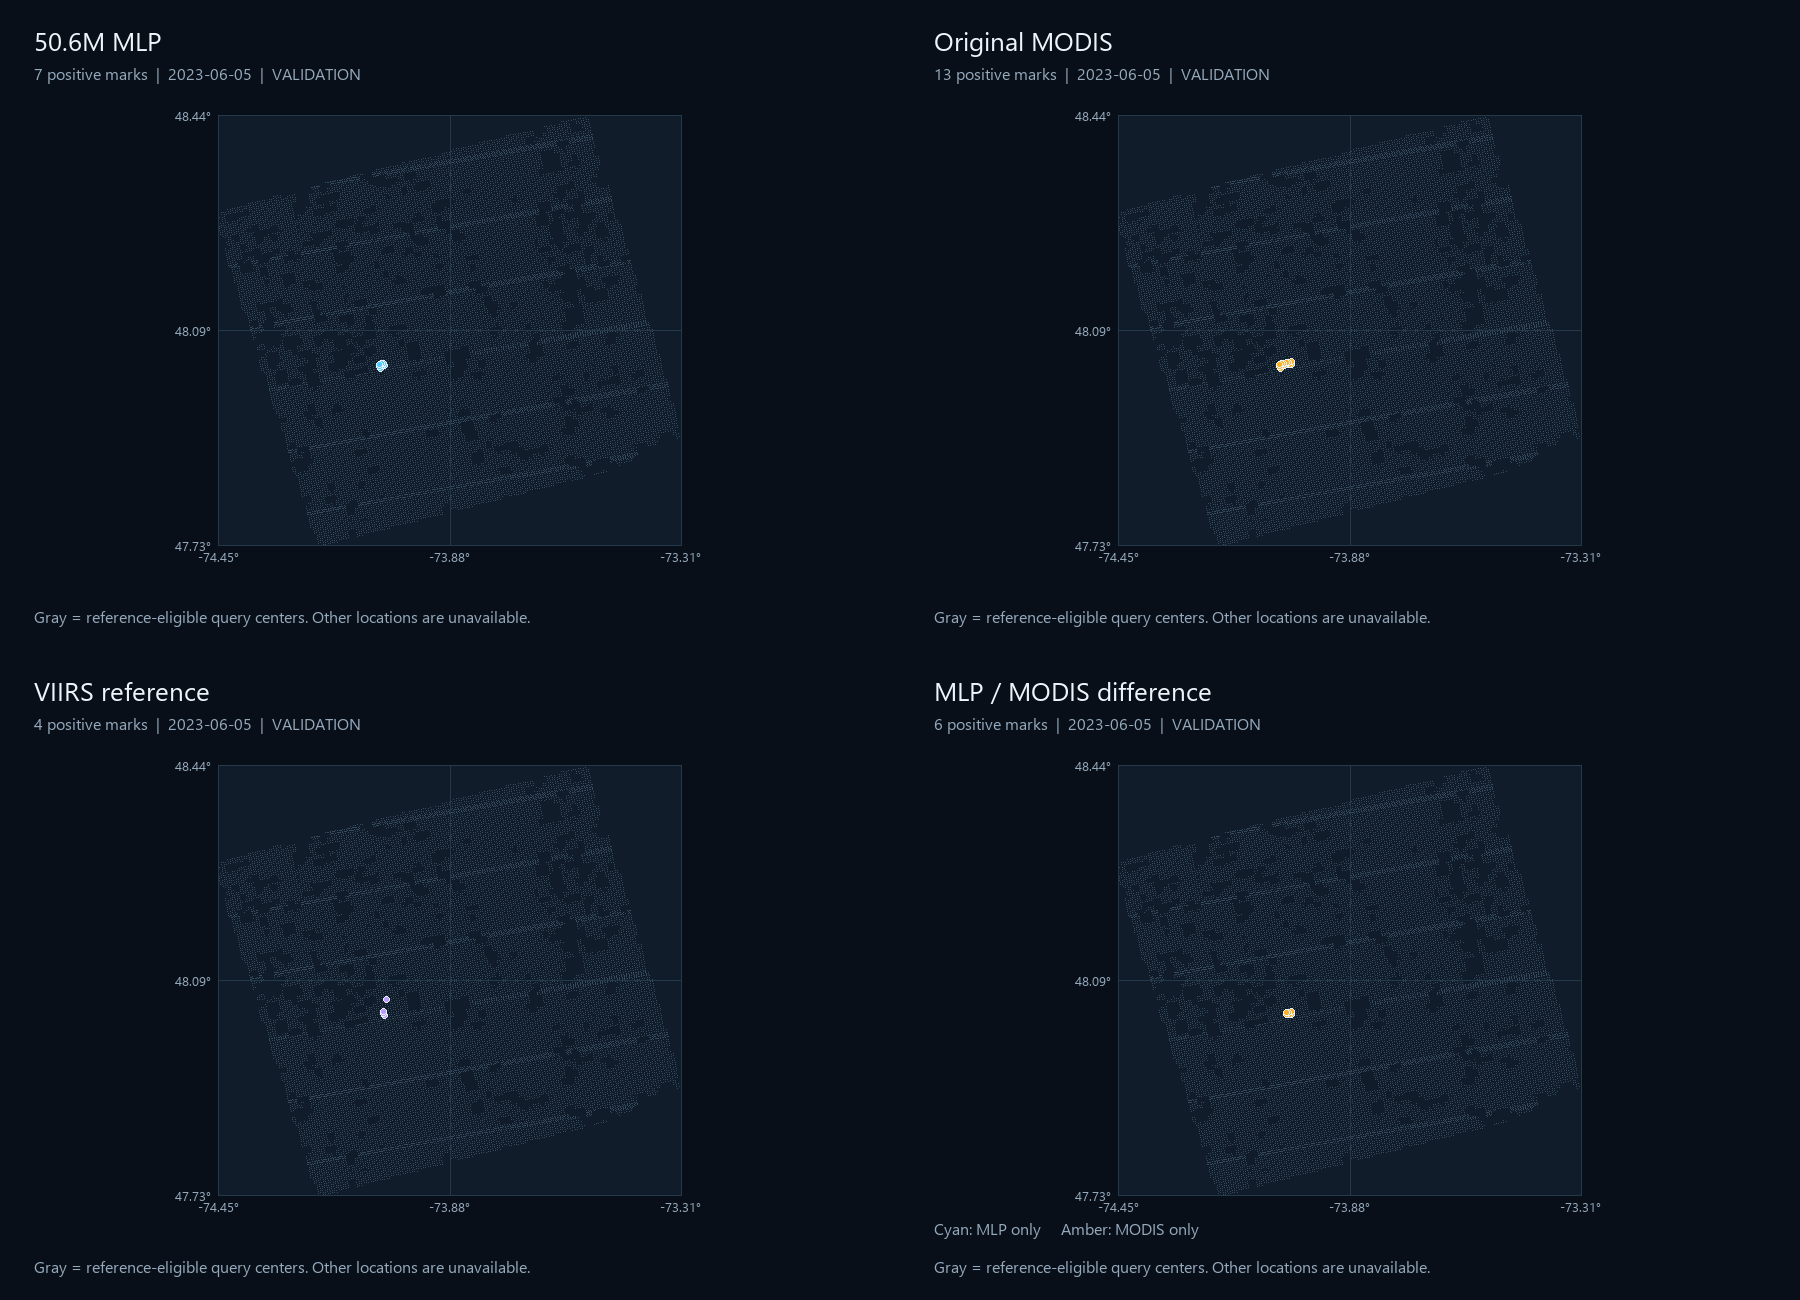 50.6M MLP
7 positive marks | 2023-06-05 | VALIDATION
48.44°
48.09°
47.73°
-74.45°
-73.88°
-73.31°
Gray = reference-eligible query centers. Other locations are unavailable.
Original MODIS
13 positive marks | 2023-06-05 | VALIDATION
48.44°
48.09°
47.73°
-74.45°
-73.88°
-73.31°
Gray = reference-eligible query centers. Other locations are unavailable.
VIIRS reference
4 positive marks | 2023-06-05 | VALIDATION
48.44°
48.09°
47.73°
-74.45°
-73.88°
-73.31°
Gray = reference-eligible query centers. Other locations are unavailable.
MLP / MODIS difference
6 positive marks | 2023-06-05 | VALIDATION
48.44°
48.09°
47.73°
-74.45°
-73.88°
-73.31°
Cyan: MLP only Amber: MODIS only
Gray = reference-eligible query centers. Other locations are unavailable.